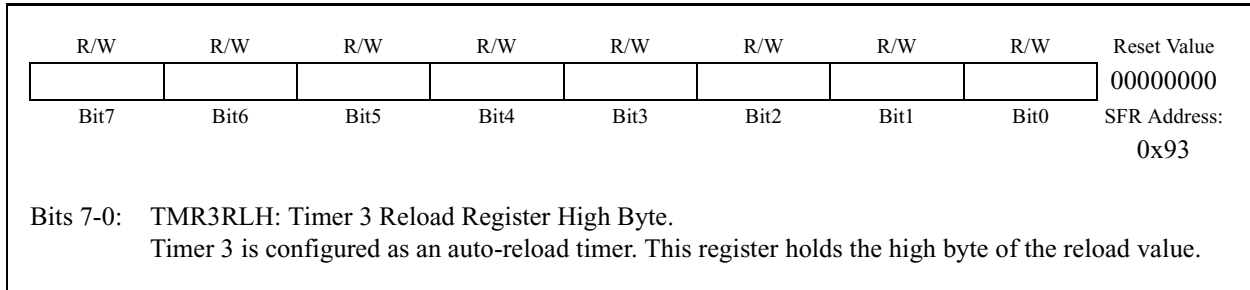 R/W R/W R/W R/W R/W R/W R/W R/W Reset Value
00000000
Bit7 Bit6 Bit5 Bit4 Bit3 Bit2 Bit1 Bit0 SFR Address:
0x93
Bits 7-0: TMR3RLH: Timer 3 Reload Register High Byte.
Timer 3 is configured as an auto-reload timer. This register holds the high byte of the reload value.